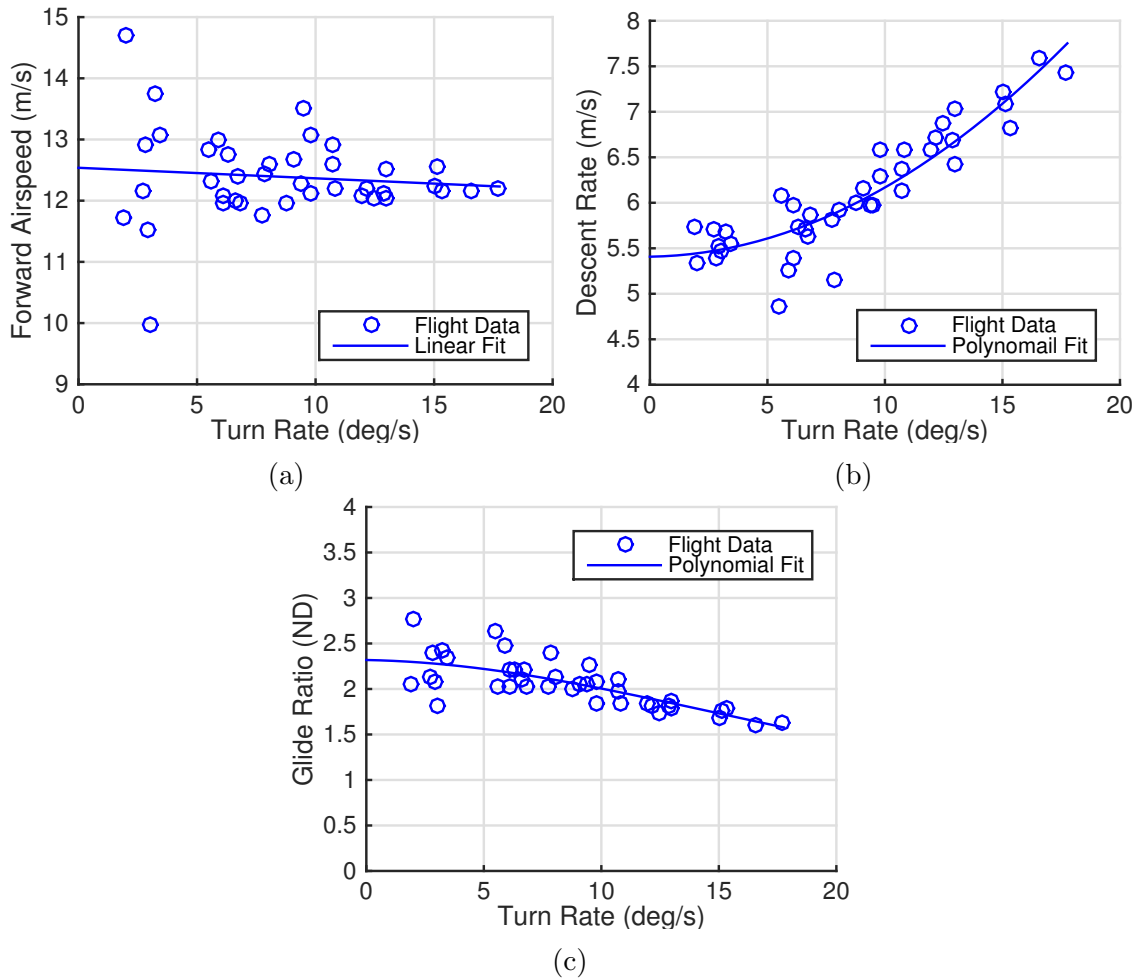 15
14
13
12
11
10
9
0 5 10 15 20
Forward Airspeed (m/s)
Turn Rate (deg/s)
Flight Data
Linear Fit
(a)
8
7.5
7
6.5
6
5.5
5
4.5
4
0 5 10 15 20
Descent Rate (m/s)
Turn Rate (deg/s)
Flight Data
Polynomail Fit
(b)
4
3.5
3
2.5
2
1.5
1
0.5
0
0 5 10 15 20
Glide Ratio (ND)
Turn Rate (deg/s)
Flight Data
Polynomial Fit
(c)